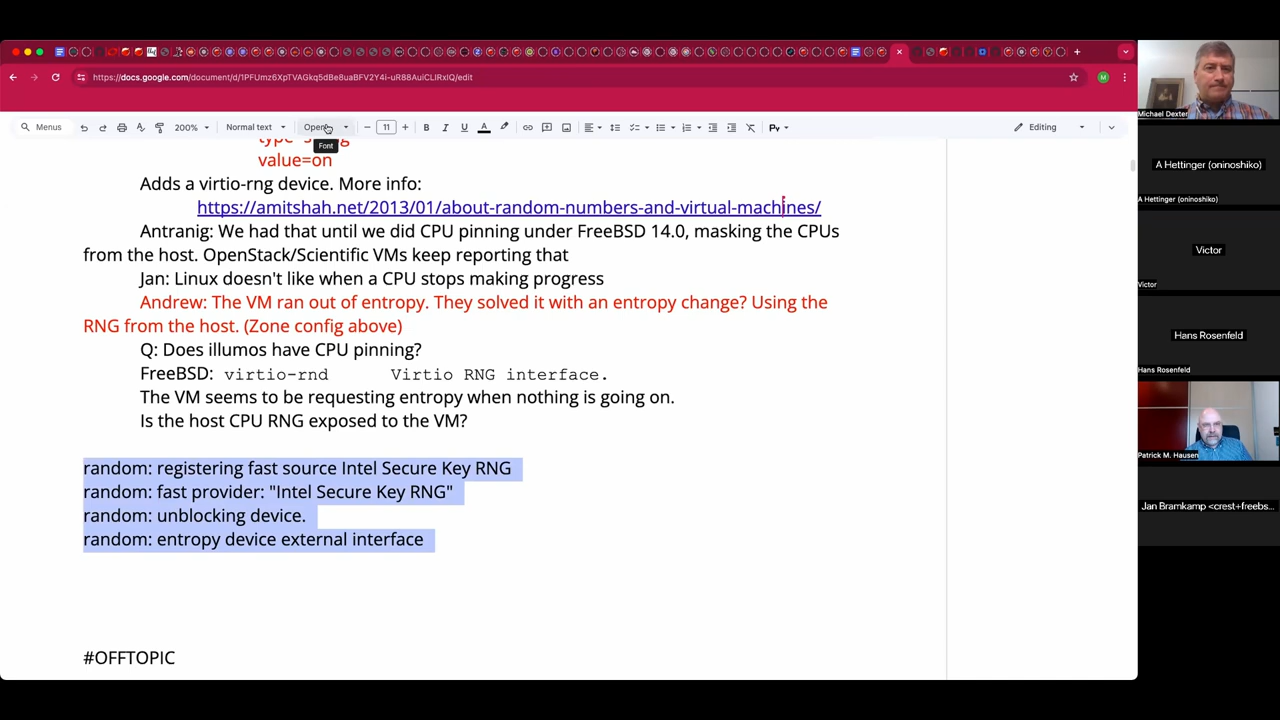 https://docs.google.com/document/d/1PFUmz6XpTVAGkq5dBe8uaBFV2Y4i-uR88AuiCLIRxIQ/edit
M
Menus
200%
Normal text
Open
11
Editing
Font
value=on
Adds a virtio-rng device. More info:
https://amitshah.net/2013/01/about-random-numbers-and-virtual-machines/
Antranig: We had that until we did CPU pinning under FreeBSD 14.0, masking the CPUs
from the host. OpenStack/Scientific VMs keep reporting that
Jan: Linux doesn't like when a CPU stops making progress
Andrew: The VM ran out of entropy. They solved it with an entropy change? Using the
RNG from the host. (Zone config above)
Q: Does illumos have CPU pinning?
FreeBSD: virtio-rnd Virtio RNG interface.
The VM seems to be requesting entropy when nothing is going on.
Is the host CPU RNG exposed to the VM?
random: registering fast source Intel Secure Key RNG
random: fast provider: "Intel Secure Key RNG"
random: unblocking device.
random: entropy device external interface
#OFFTOPIC
Michael Dexter
A Hettinger (oninoshiko)
A Hettinger (oninoshiko)
Victor
Victor
Hans Rosenfeld
Hans Rosenfeld
Patrick M. Hausen
Jan Bramkamp <crest+freebs...